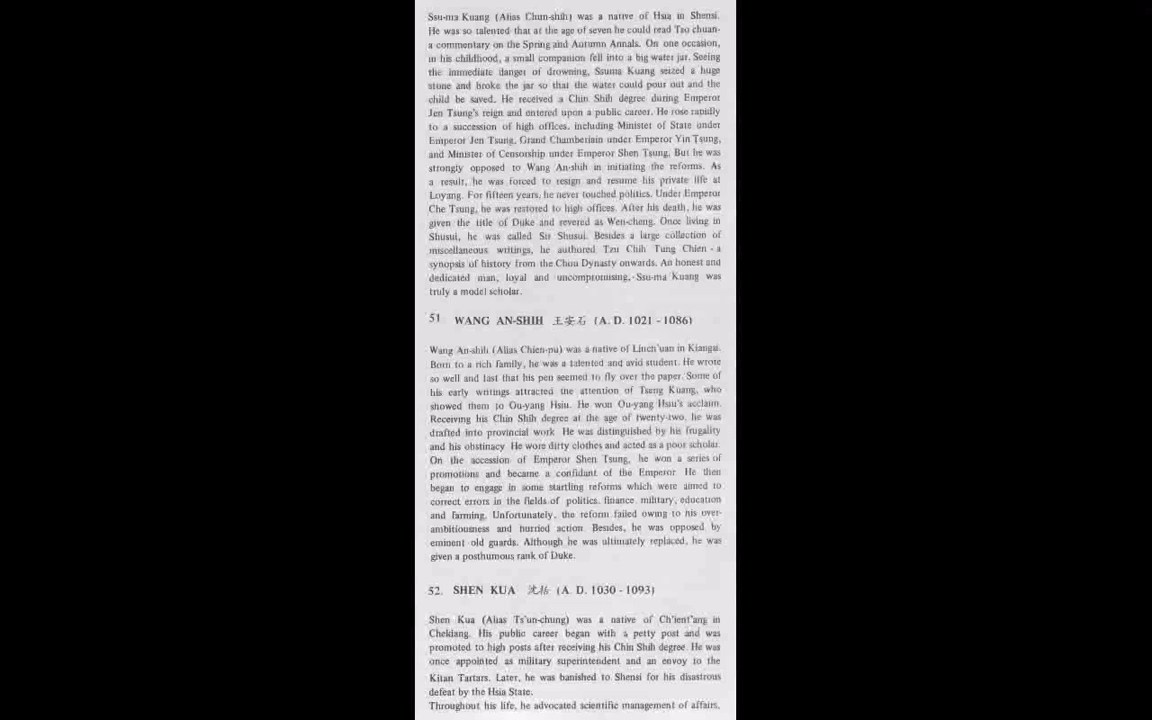 Ssu-ma Kuang (Alias Chun-shih) was a native of Hsia in Shensi.
He was so talented that at the age of seven he could read Tso chuan-
a commentary on the Spring and Autumn Annals. On one occasion,
in his childhood, a small companion fell into a big water jar. Seeing
the immediate danger of drowning, Ssuma Kuang seized a huge
stone and broke the jar so that the water could pour out and the
child be saved. He received a Chin Shih degree during Emperor
Jen Tsung's reign and entered upon a public career. He rose rapidly
to a succession of high offices, including Minister of State under
Emperor Jen Tsung, Grand Chamberlain under Emperor Yin Tsung,
and Minister of Censorship under Emperor Shen Tsung. But he was
strongly opposed to Wang An-shih in initiating the reforms. As
a result, he was forced to resign and resume his private life at
Loyang. For fifteen years, he never touched politics. Under Emperor
Che Tsung, he was restored to high offices. After his death, he was
given the title of Duke and revered as Wen-cheng. Once living in
Shusui, he was called Sir Shusui. Besides a large collection of
miscellaneous writings, he authored Tzu Chih Tung Chien - a
synopsis of history from the Chou Dynasty onwards. An honest and
dedicated man, loyal and uncompromising, Ssu-ma Kuang was
truly a model scholar.
51 WANG AN-SHIH 王安石 (A. D. 1021 - 1086)
Wang An-shih (Alias Chieh-pu) was a native of Linch'uan in Kiangsi.
Born to a rich family, he was a talented and avid student. He wrote
so well and fast that his pen seemed to fly over the paper. Some of
his early writings attracted the attention of Tseng Kuang, who
showed them to Ou-yang Hsiu. He won Ou-yang Hsiu's acclaim.
Receiving his Chin Shih degree at the age of twenty-two, he was
drafted into provincial work. He was distinguished by his frugality
and his obstinacy. He wore dirty clothes and acted as a poor scholar.
On the accession of Emperor Shen Tsung, he won a series of
promotions and became a confidant of the Emperor. He then
began to engage in some startling reforms which were aimed to
correct errors in the fields of politics, finance, military, education
and farming. Unfortunately, the reform failed owing to his over-
ambitiousness and hurried action. Besides, he was opposed by
eminent old guards. Although he was ultimately replaced, he was
given a posthumous rank of Duke.
52. SHEN KUA 沈括 (A. D. 1030 - 1093)
Shen Kua (Alias Ts'un-chung) was a native of Ch'ient'ang in
Chekiang. His public career began with a petty post and was
promoted to high posts after receiving his Chin Shih degree. He was
once appointed as military superintendent and an envoy to the
Kitan Tartars. Later, he was banished to Shensi for his disastrous
defeat by the Hsia State.
Throughout his life, he advocated scientific management of affairs,